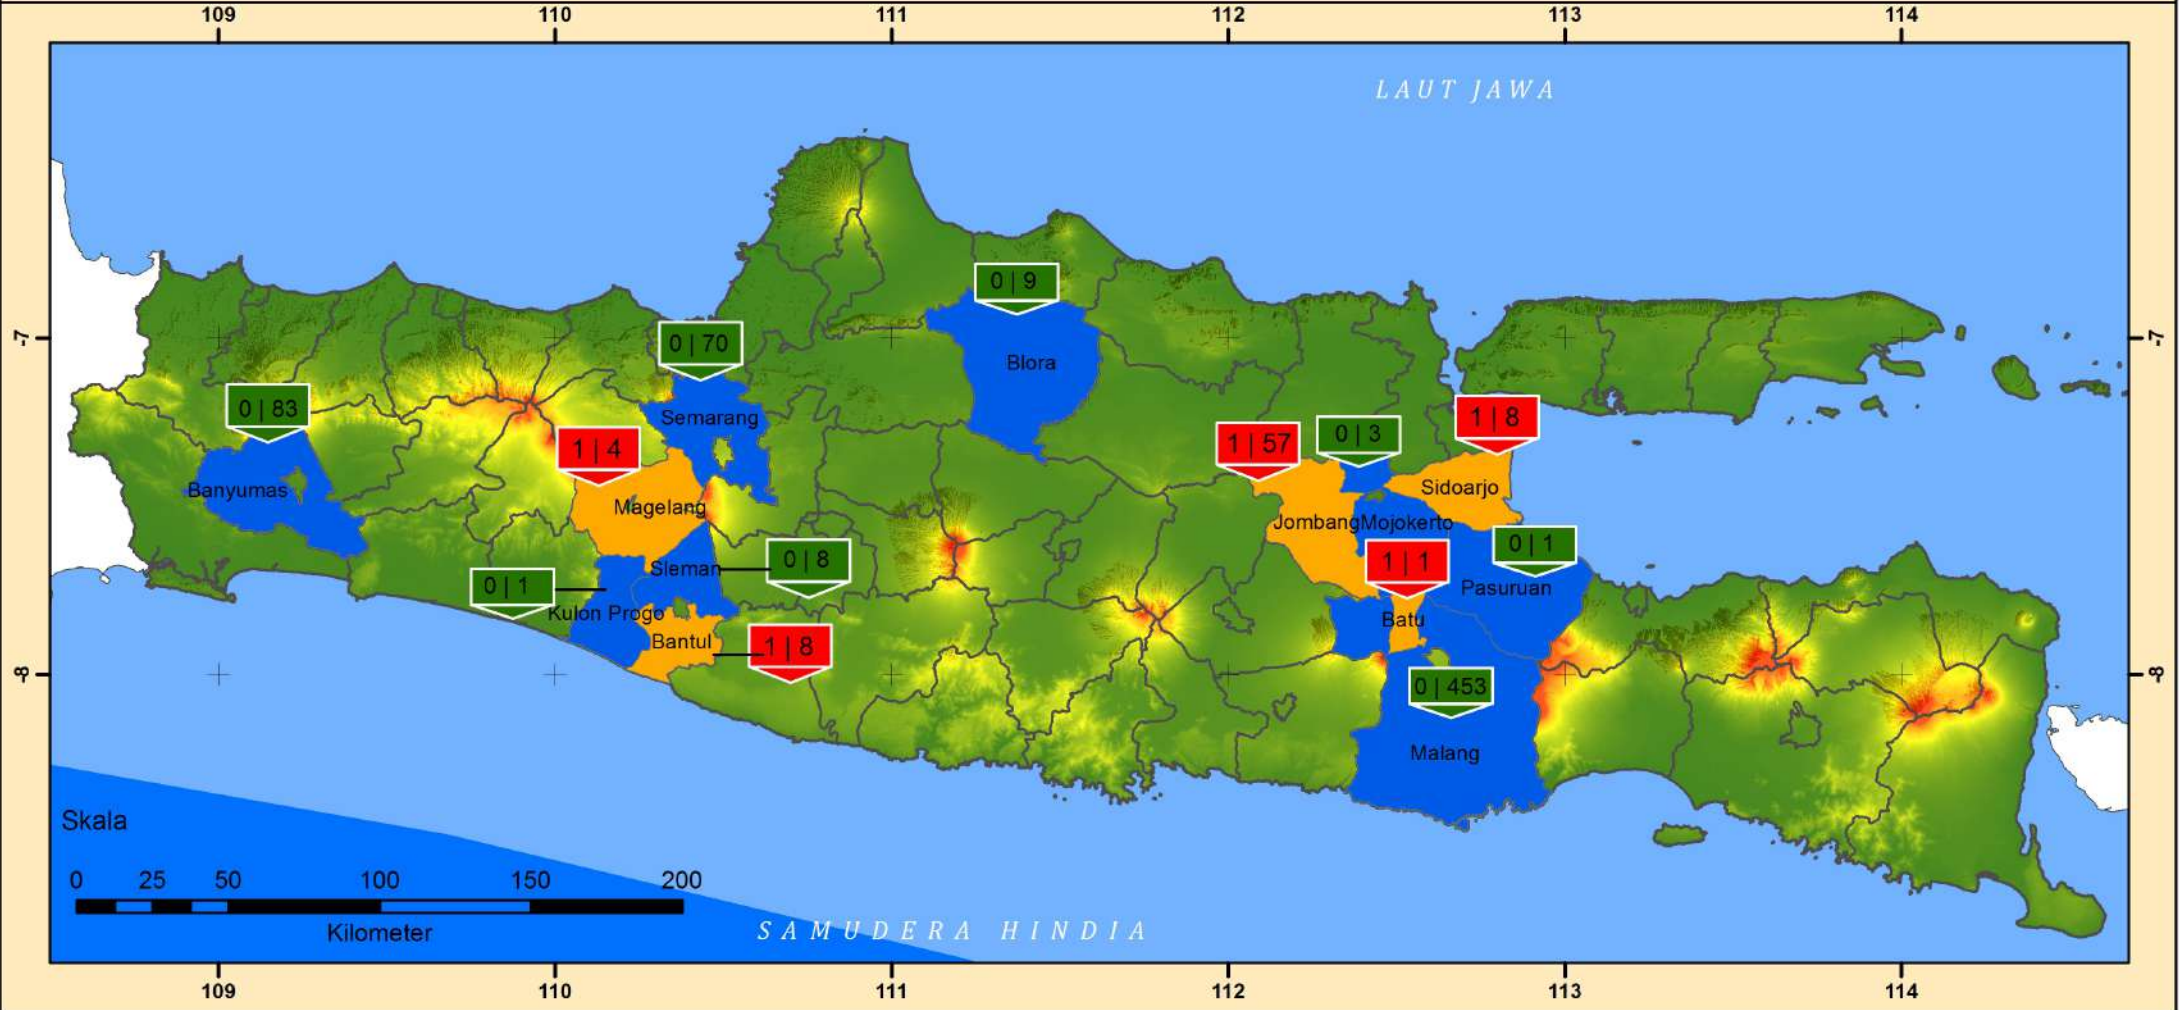 109 110 111 112 113 114
LAUT JAWA
0 | 9
Blora
-7 -7
0 | 70
Semarang
0 | 83
Banyumas
1 | 4
Magelang
1 | 57
0 | 3
1 | 8
Sidoarjo
Jombang Mojokerto
0 | 1
Pasuruan
1 | 1
Batu
Sleman
0 | 8
0 | 1
Kulon Progo
Bantul
1 | 8
-8 -8
0 | 453
Malang
Skala
0 25 50 100 150 200
Kilometer
SAMUDERA HINDIA
109 110 111 112 113 114